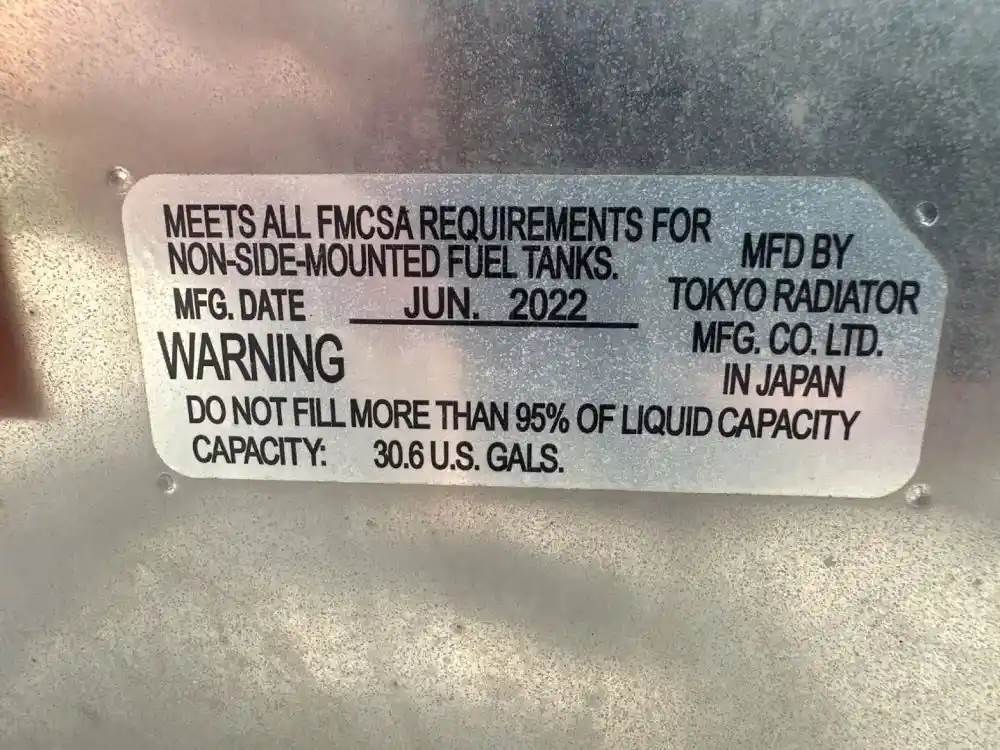 MEETS ALL FMCSA REQUIREMENTS FOR
NON-SIDE-MOUNTED FUEL TANKS.
MFG. DATE JUN. 2022
MFD BY
TOKYO RADIATOR
MFG. CO. LTD.
IN JAPAN
WARNING
DO NOT FILL MORE THAN 95% OF LIQUID CAPACITY
CAPACITY: 30.6 U.S. GALS.